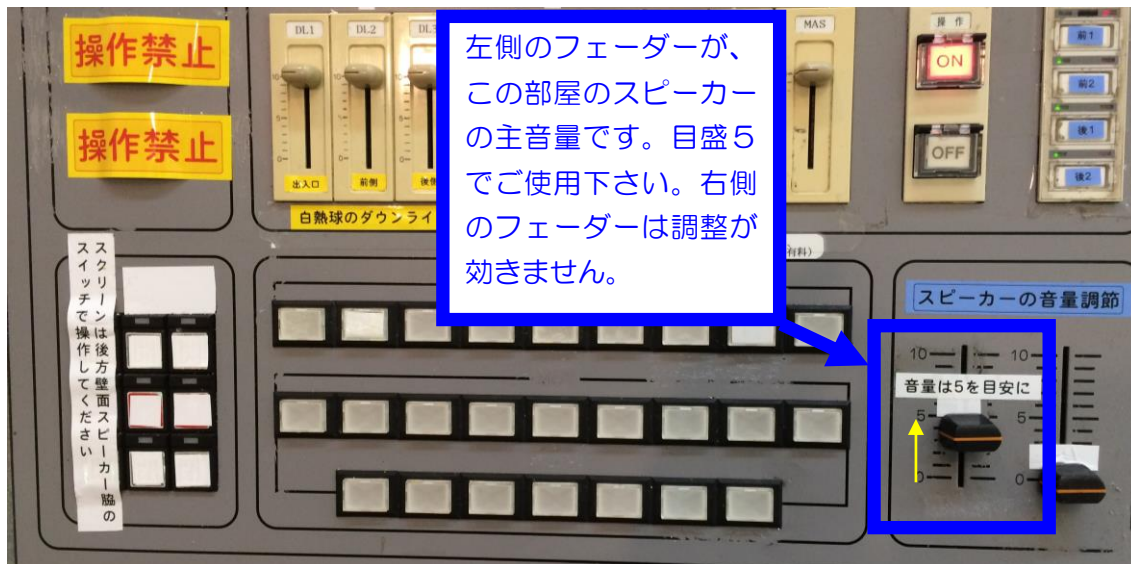 操作禁止
操作禁止
DL1
DL2
MAS
10
5
0
出入口
前側
白熱球のダウンライ
左側のフェーダーが、
この部屋のスピーカー
の主音量です。目盛５
でご使用下さい。右側
のフェーダーは調整が
効きません。
操作
ON
OFF
前1
前2
後1
後2
有料)
スクリーンは後方壁面スピーカー脇の
スイッチで操作してください
スピーカーの音量調節
10 10
音量は5を目安に
5 5
0 0